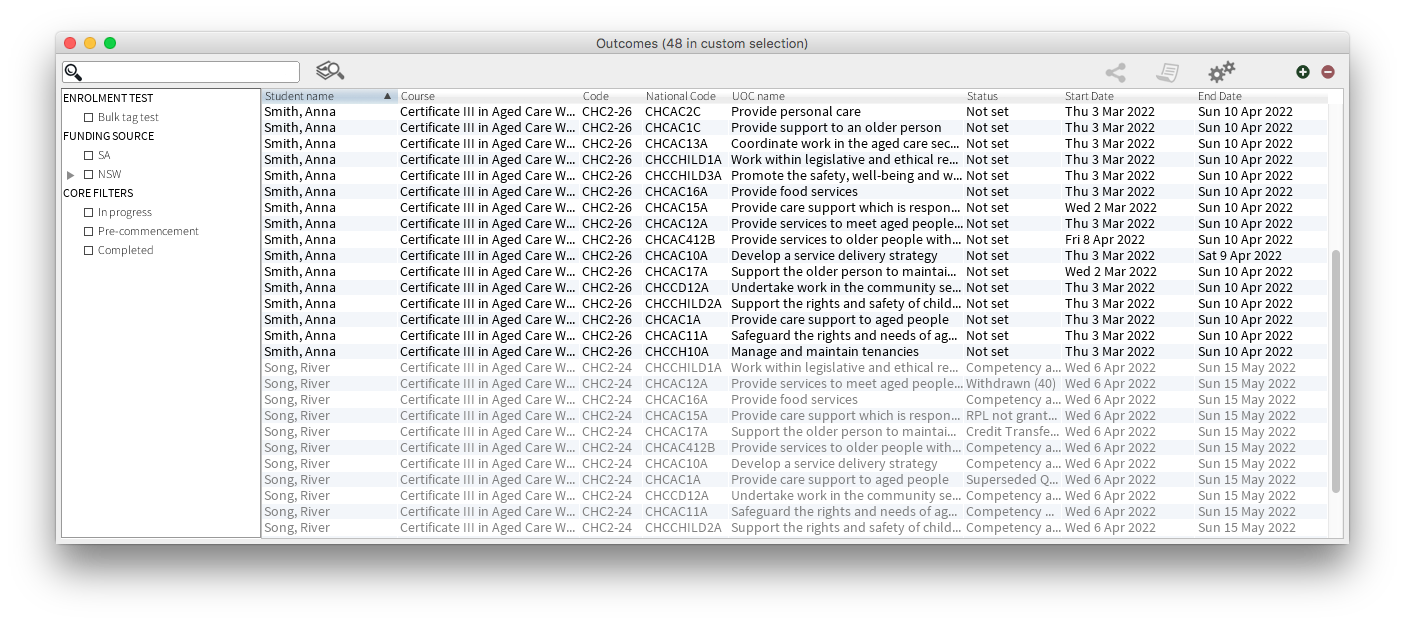 Outcomes (48 in custom selection)
ENROLMENT TEST
Bulk tag test
FUNDING SOURCE
SA
NSW
CORE FILTERS
In progress
Pre-commencement
Completed
Student name Course Code National Code UOC name Status Start Date End Date
Smith, Anna Certificate III in Aged Care W... CHC2-26 CHCAC2C Provide personal care Not set Thu 3 Mar 2022 Sun 10 Apr 2022
Smith, Anna Certificate III in Aged Care W... CHC2-26 CHCAC1C Provide support to an older person Not set Thu 3 Mar 2022 Sun 10 Apr 2022
Smith, Anna Certificate III in Aged Care W... CHC2-26 CHCAC13A Coordinate work in the aged care sec... Not set Thu 3 Mar 2022 Sun 10 Apr 2022
Smith, Anna Certificate III in Aged Care W... CHC2-26 CHCCHILD1A Work within legislative and ethical re... Not set Thu 3 Mar 2022 Sun 10 Apr 2022
Smith, Anna Certificate III in Aged Care W... CHC2-26 CHCCHILD3A Promote the safety, well-being and w... Not set Thu 3 Mar 2022 Sun 10 Apr 2022
Smith, Anna Certificate III in Aged Care W... CHC2-26 CHCAC16A Provide food services Not set Thu 3 Mar 2022 Sun 10 Apr 2022
Smith, Anna Certificate III in Aged Care W... CHC2-26 CHCAC15A Provide care support which is respon... Not set Wed 2 Mar 2022 Sun 10 Apr 2022
Smith, Anna Certificate III in Aged Care W... CHC2-26 CHCAC12A Provide services to meet aged people... Not set Thu 3 Mar 2022 Sun 10 Apr 2022
Smith, Anna Certificate III in Aged Care W... CHC2-26 CHCAC412B Provide services to older people with... Not set Fri 8 Apr 2022 Sun 10 Apr 2022
Smith, Anna Certificate III in Aged Care W... CHC2-26 CHCAC10A Develop a service delivery strategy Not set Thu 3 Mar 2022 Sat 9 Apr 2022
Smith, Anna Certificate III in Aged Care W... CHC2-26 CHCAC17A Support the older person to maintai... Not set Wed 2 Mar 2022 Sun 10 Apr 2022
Smith, Anna Certificate III in Aged Care W... CHC2-26 CHCCD12A Undertake work in the community se... Not set Thu 3 Mar 2022 Sun 10 Apr 2022
Smith, Anna Certificate III in Aged Care W... CHC2-26 CHCCHILD2A Support the rights and safety of child... Not set Thu 3 Mar 2022 Sun 10 Apr 2022
Smith, Anna Certificate III in Aged Care W... CHC2-26 CHCAC1A Provide care support to aged people Not set Thu 3 Mar 2022 Sun 10 Apr 2022
Smith, Anna Certificate III in Aged Care W... CHC2-26 CHCAC11A Safeguard the rights and needs of ag... Not set Thu 3 Mar 2022 Sun 10 Apr 2022
Smith, Anna Certificate III in Aged Care W... CHC2-26 CHCCH10A Manage and maintain tenancies Not set Thu 3 Mar 2022 Sun 10 Apr 2022
Song, River Certificate III in Aged Care W... CHC2-24 CHCCHILD1A Work within legislative and ethical re... Competency a... Wed 6 Apr 2022 Sun 15 May 2022
Song, River Certificate III in Aged Care W... CHC2-24 CHCAC12A Provide services to meet aged people... Withdrawn (40) Wed 6 Apr 2022 Sun 15 May 2022
Song, River Certificate III in Aged Care W... CHC2-24 CHCAC16A Provide food services Competency a... Wed 6 Apr 2022 Sun 15 May 2022
Song, River Certificate III in Aged Care W... CHC2-24 CHCAC15A Provide care support which is respon... RPL not grant... Wed 6 Apr 2022 Sun 15 May 2022
Song, River Certificate III in Aged Care W... CHC2-24 CHCAC17A Support the older person to maintai... Credit Transfe... Wed 6 Apr 2022 Sun 15 May 2022
Song, River Certificate III in Aged Care W... CHC2-24 CHCAC412B Provide services to older people with... Competency a... Wed 6 Apr 2022 Sun 15 May 2022
Song, River Certificate III in Aged Care W... CHC2-24 CHCAC10A Develop a service delivery strategy Competency a... Wed 6 Apr 2022 Sun 15 May 2022
Song, River Certificate III in Aged Care W... CHC2-24 CHCAC1A Provide care support to aged people Superseded Q... Wed 6 Apr 2022 Sun 15 May 2022
Song, River Certificate III in Aged Care W... CHC2-24 CHCCD12A Undertake work in the community se... Competency a... Wed 6 Apr 2022 Sun 15 May 2022
Song, River Certificate III in Aged Care W... CHC2-24 CHCAC11A Safeguard the rights and needs of ag... Competency ... Wed 6 Apr 2022 Sun 15 May 2022
Song, River Certificate III in Aged Care W... CHC2-24 CHCCHILD2A Support the rights and safety of child... Competency a... Wed 6 Apr 2022 Sun 15 May 2022